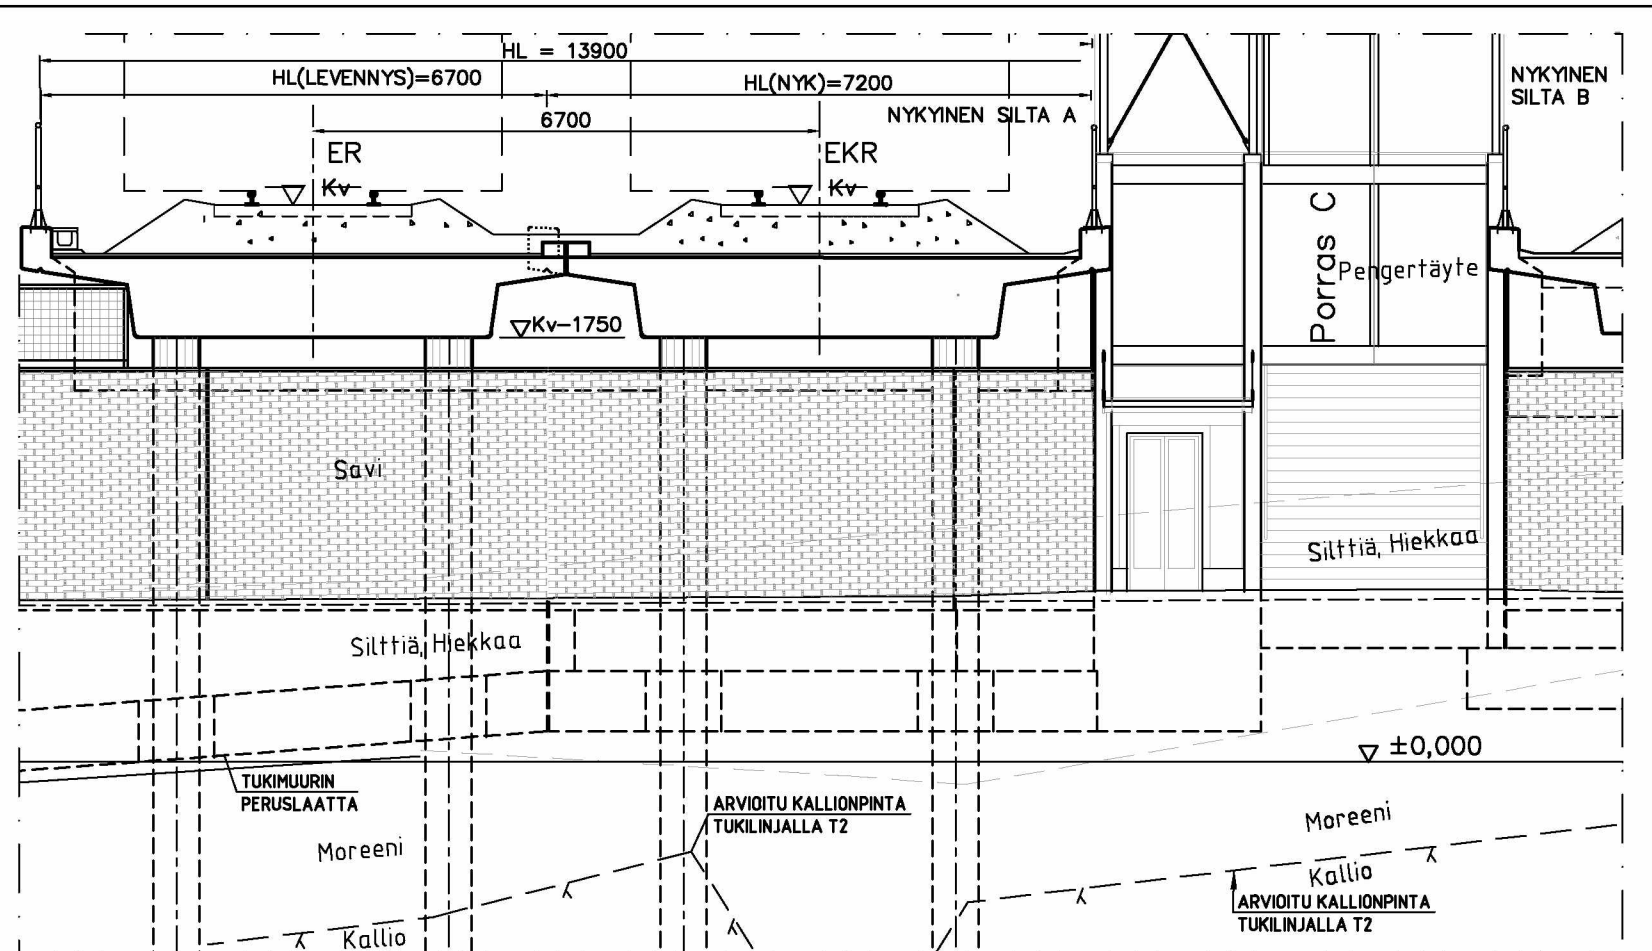 HL = 13900
HL(LEVENNYS)=6700
HL(NYK)=7200
NYKYINEN
SILTA B
NYKYINEN SILTA A
6700
ER
EKR
Kv
Kv
Porras C
Pengertäyte
Kv-1750
Savi
Silttiä, Hiekkaa
Silttiä, Hiekkaa
±0,000
TUKIMUURIN
PERUSLAATTA
ARVIOITU KALLIONPINTA
TUKILINJALLA T2
Moreeni
Moreeni
Kallio
ARVIOITU KALLIONPINTA
TUKILINJALLA T2
Kallio